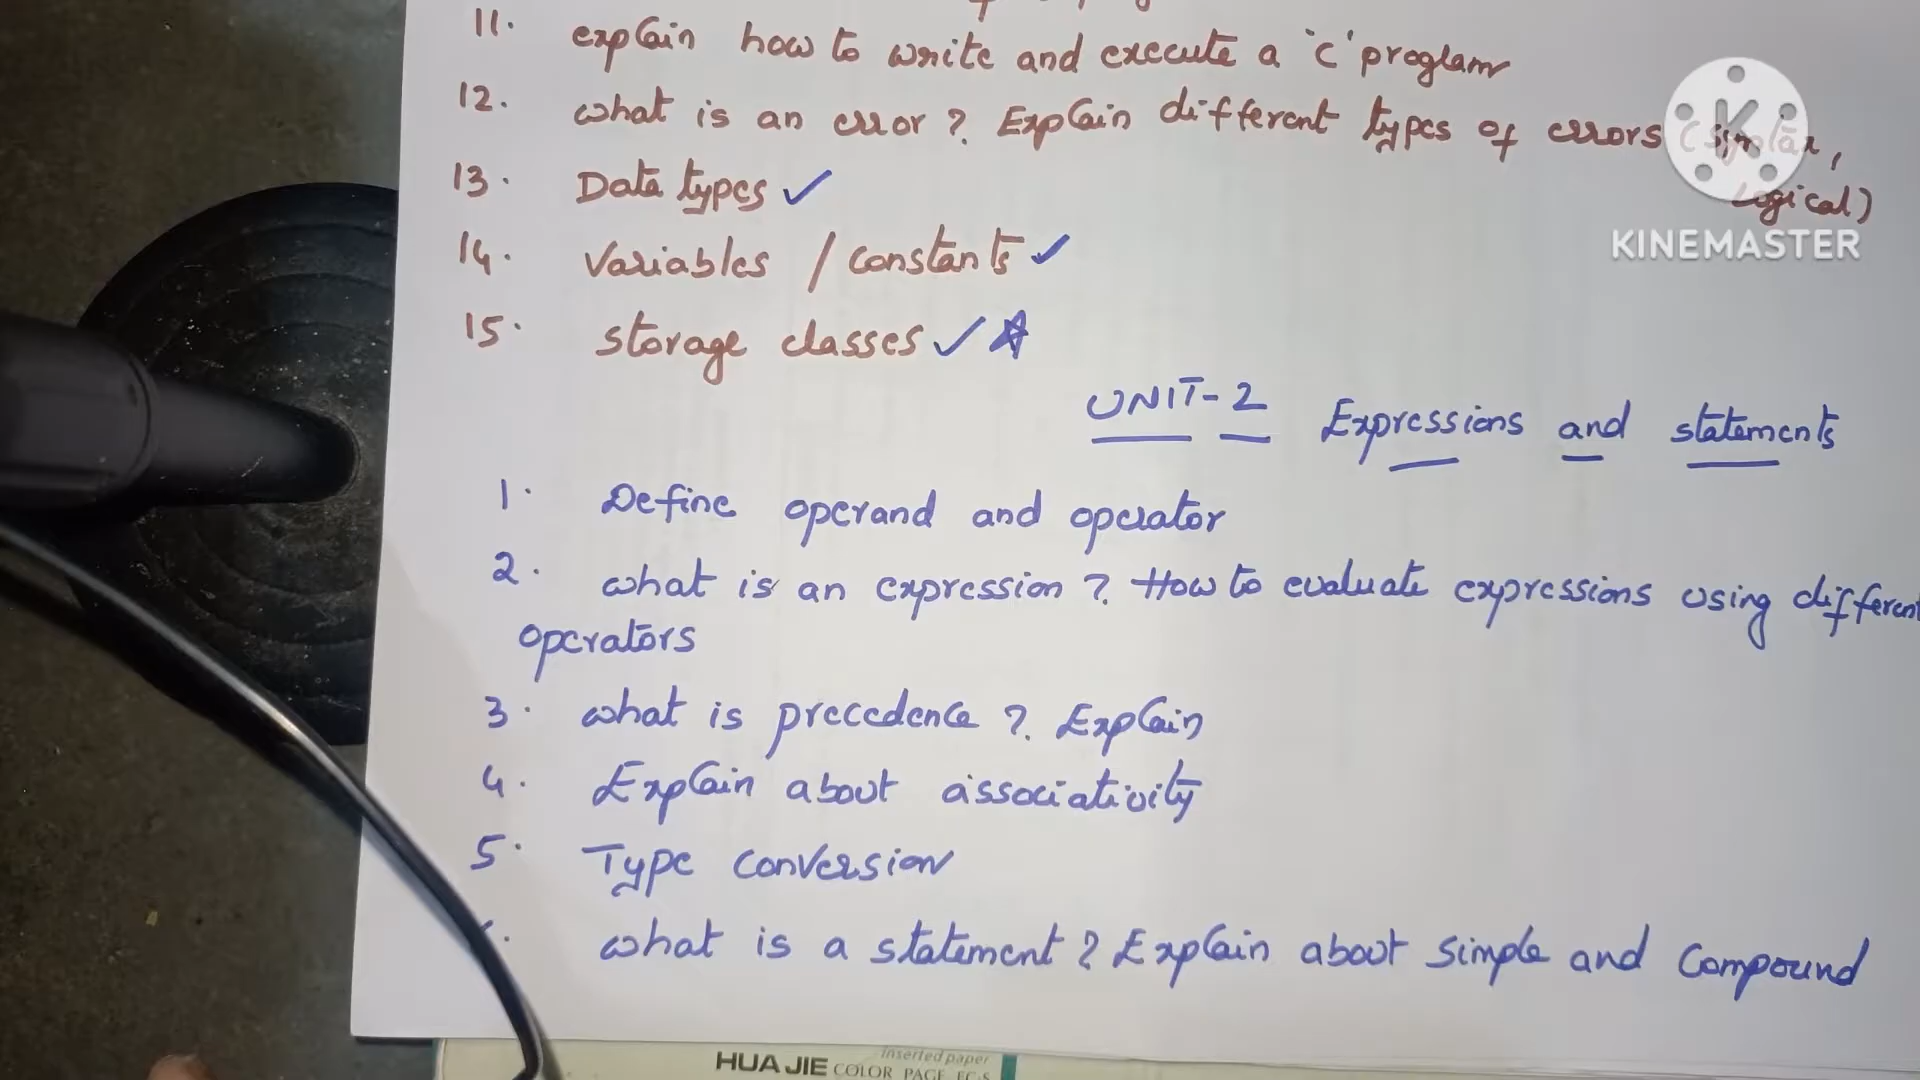 11. explain how to write and execute a 'C' program
12. what is an error ? Explain different types of errors (syntax,
logical)
KINEMASTER
13. Data types ✓
14. Variables / constants ✓
15. storage classes ✓ ☆
UNIT-2 Expressions and statements
1. Define operand and operator
2. what is an expression ? How to evaluate expressions using different
operators
3. what is precedence ? Explain
4. Explain about associativity
5. Type conversion
what is a statement ? Explain about simple and compound
inserted paper
HUA JIE COLOR PAGE